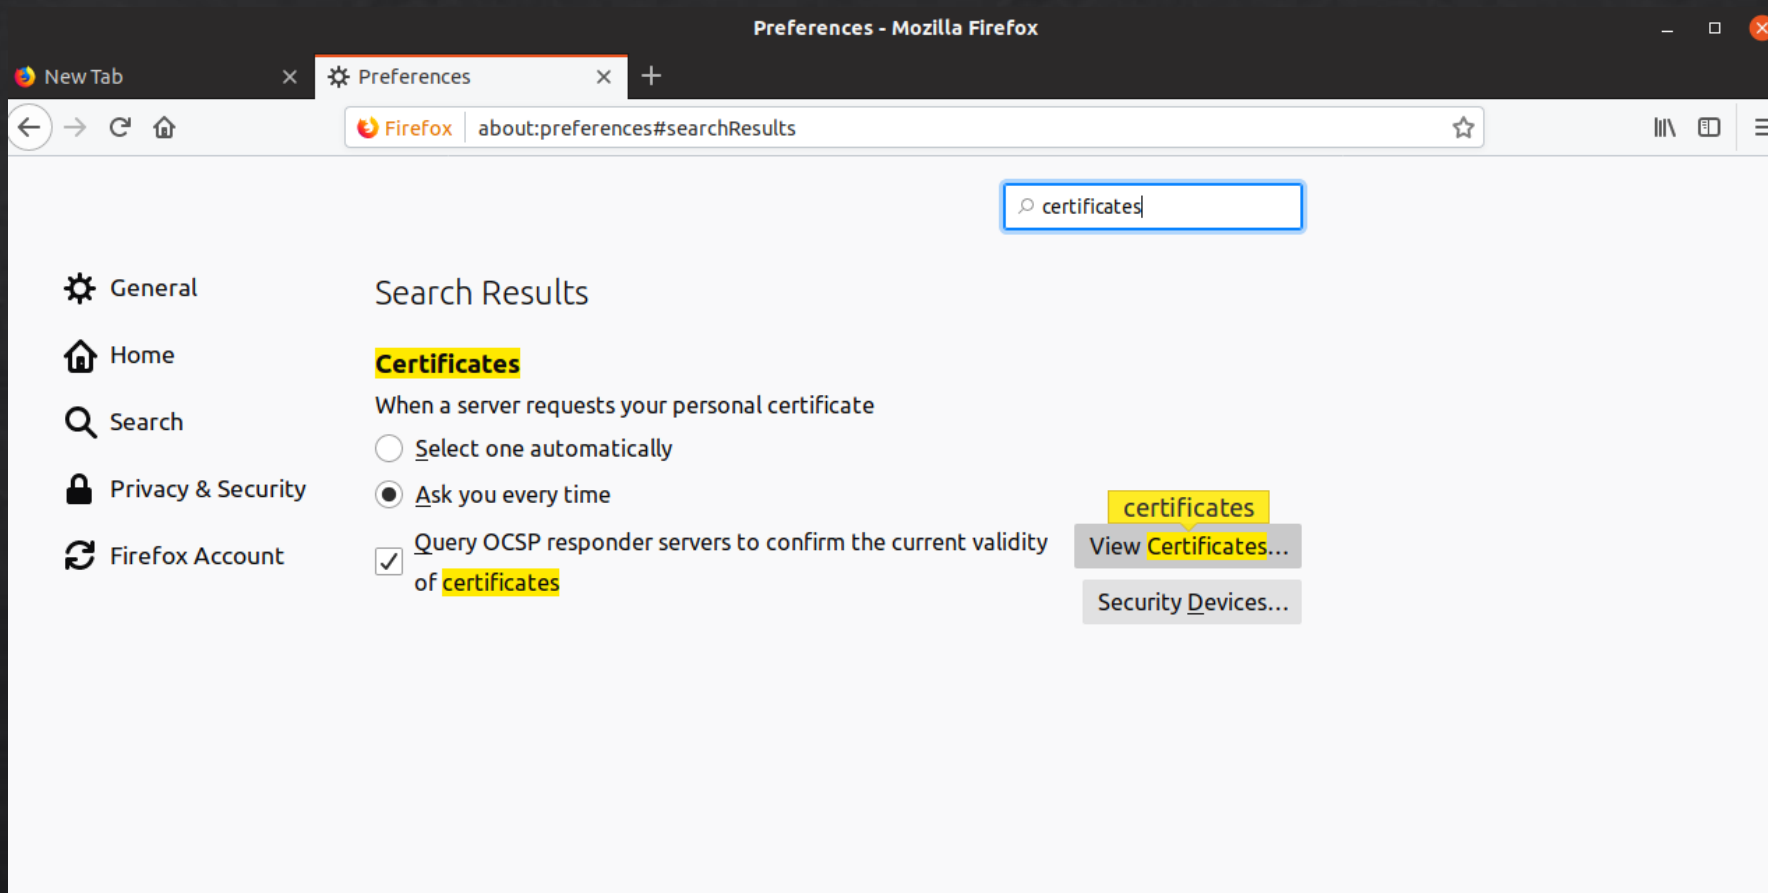 Preferences - Mozilla Firefox
New Tab
Preferences
Firefox
about:preferences#searchResults
certificates
General
Home
Search
Privacy & Security
Firefox Account
Search Results
Certificates
When a server requests your personal certificate
Select one automatically
Ask you every time
Query OCSP responder servers to confirm the current validity
of certificates
certificates
View Certificates...
Security Devices...